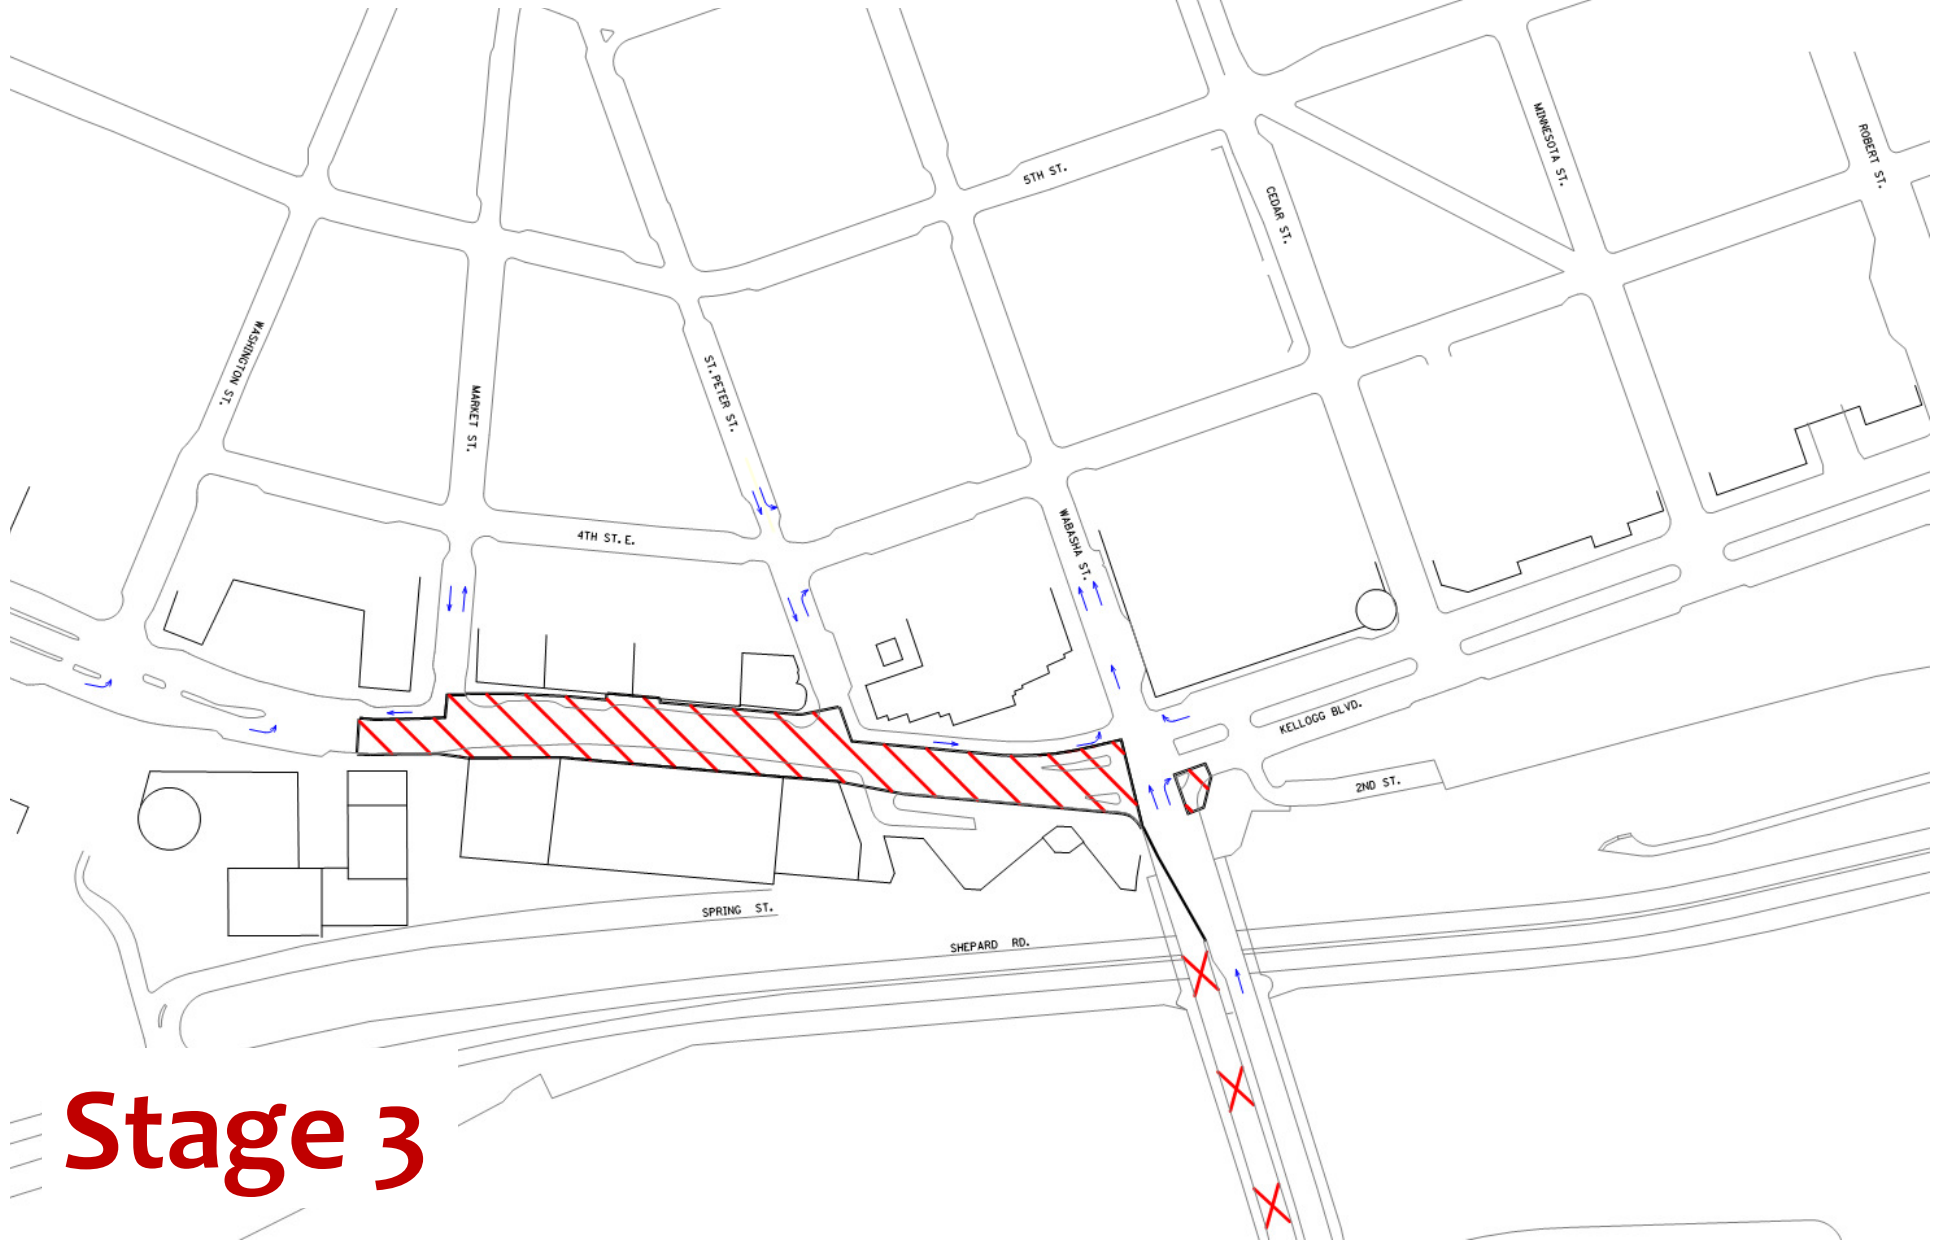 MINNESOTA ST.
ROBERT ST.
5TH ST.
CEDAR ST.
WASHINGTON ST.
MARKET ST.
ST. PETER ST.
4TH ST. E.
WABASHA ST.
KELLOGG BLVD.
2ND ST.
SPRING ST.
SHEPARD RD.
Stage 3